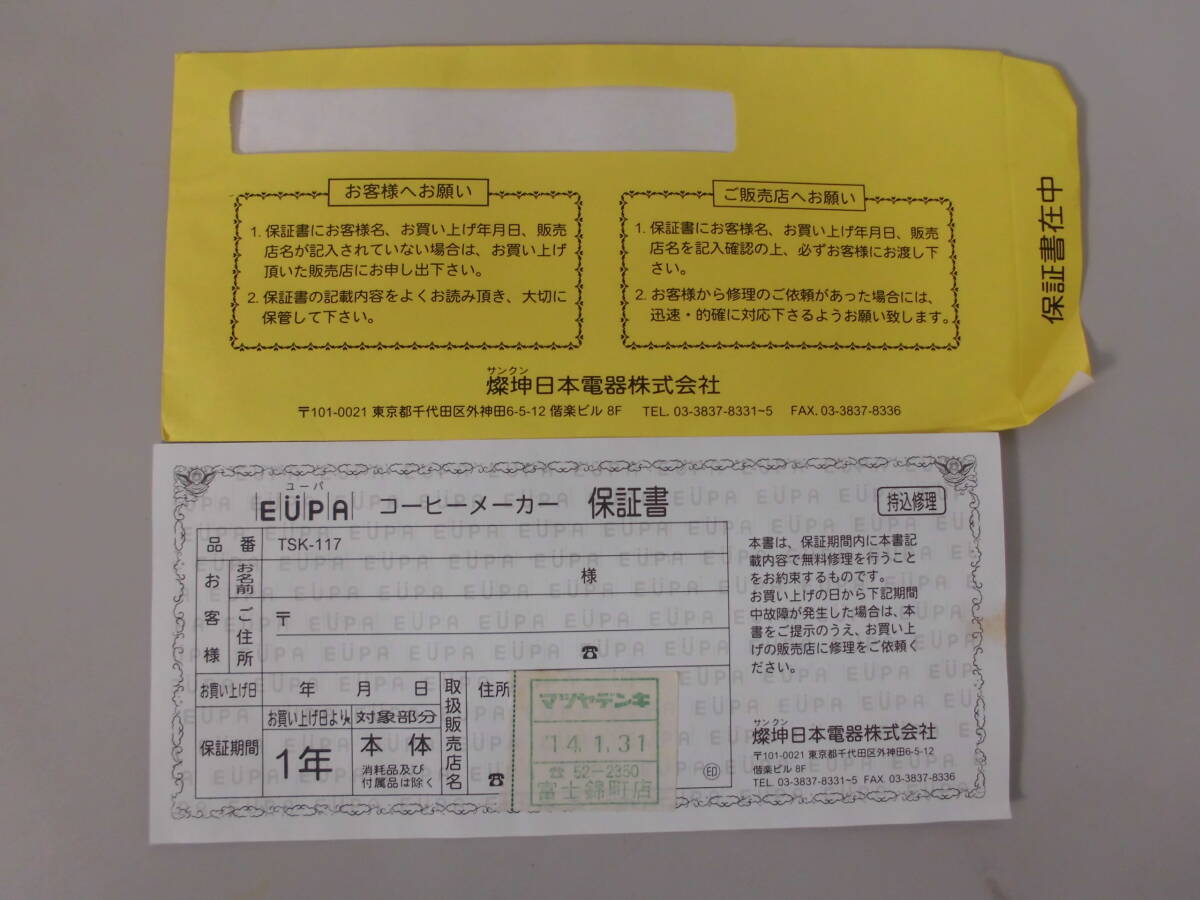 お客様へお願い
1. 保証書にお客様名、お買い上げ年月日、販売
店名が記入されていない場合は、お買い上げ
頂いた販売店にお申し出下さい。
2. 保証書の記載内容をよくお読み頂き、大切に
保管して下さい。
ご販売店へお願い
1. 保証書にお客様名、お買い上げ年月日、販売
店名を記入確認の上、必ずお客様にお渡し下
さい。
2. お客様から修理のご依頼があった場合には、
迅速・的確に対応下さるようお願い致します。
保証書在中
サンクン
燦坤日本電器株式会社
〒101-0021 東京都千代田区外神田6-5-12 偕楽ビル 8F TEL. 03-3837-8331~5 FAX. 03-3837-8336
ユーパ
EUPA コーヒーメーカー 保証書
持込修理
品番 TSK-117
お客様
お名前 様
ご住所 〒
☎
お買い上げ日 年 月 日
保証期間
お買い上げ日より
1年
対象部分
本体
消耗品及び
付属品は除く
取扱販売店名
住所
☎
マツヤデンキ
'14.1.31
☎ 52-2350
富士錦町店
ED
本書は、保証期間内に本書記
載内容で無料修理を行うこと
をお約束するものです。
お買い上げの日から下記期間
中故障が発生した場合は、本
書をご提示のうえ、お買い上
げの販売店に修理をご依頼く
ださい。
サンクン
燦坤日本電器株式会社
〒101-0021 東京都千代田区外神田6-5-12
偕楽ビル 8F
TEL 03-3837-8331~5 FAX 03-3837-8336